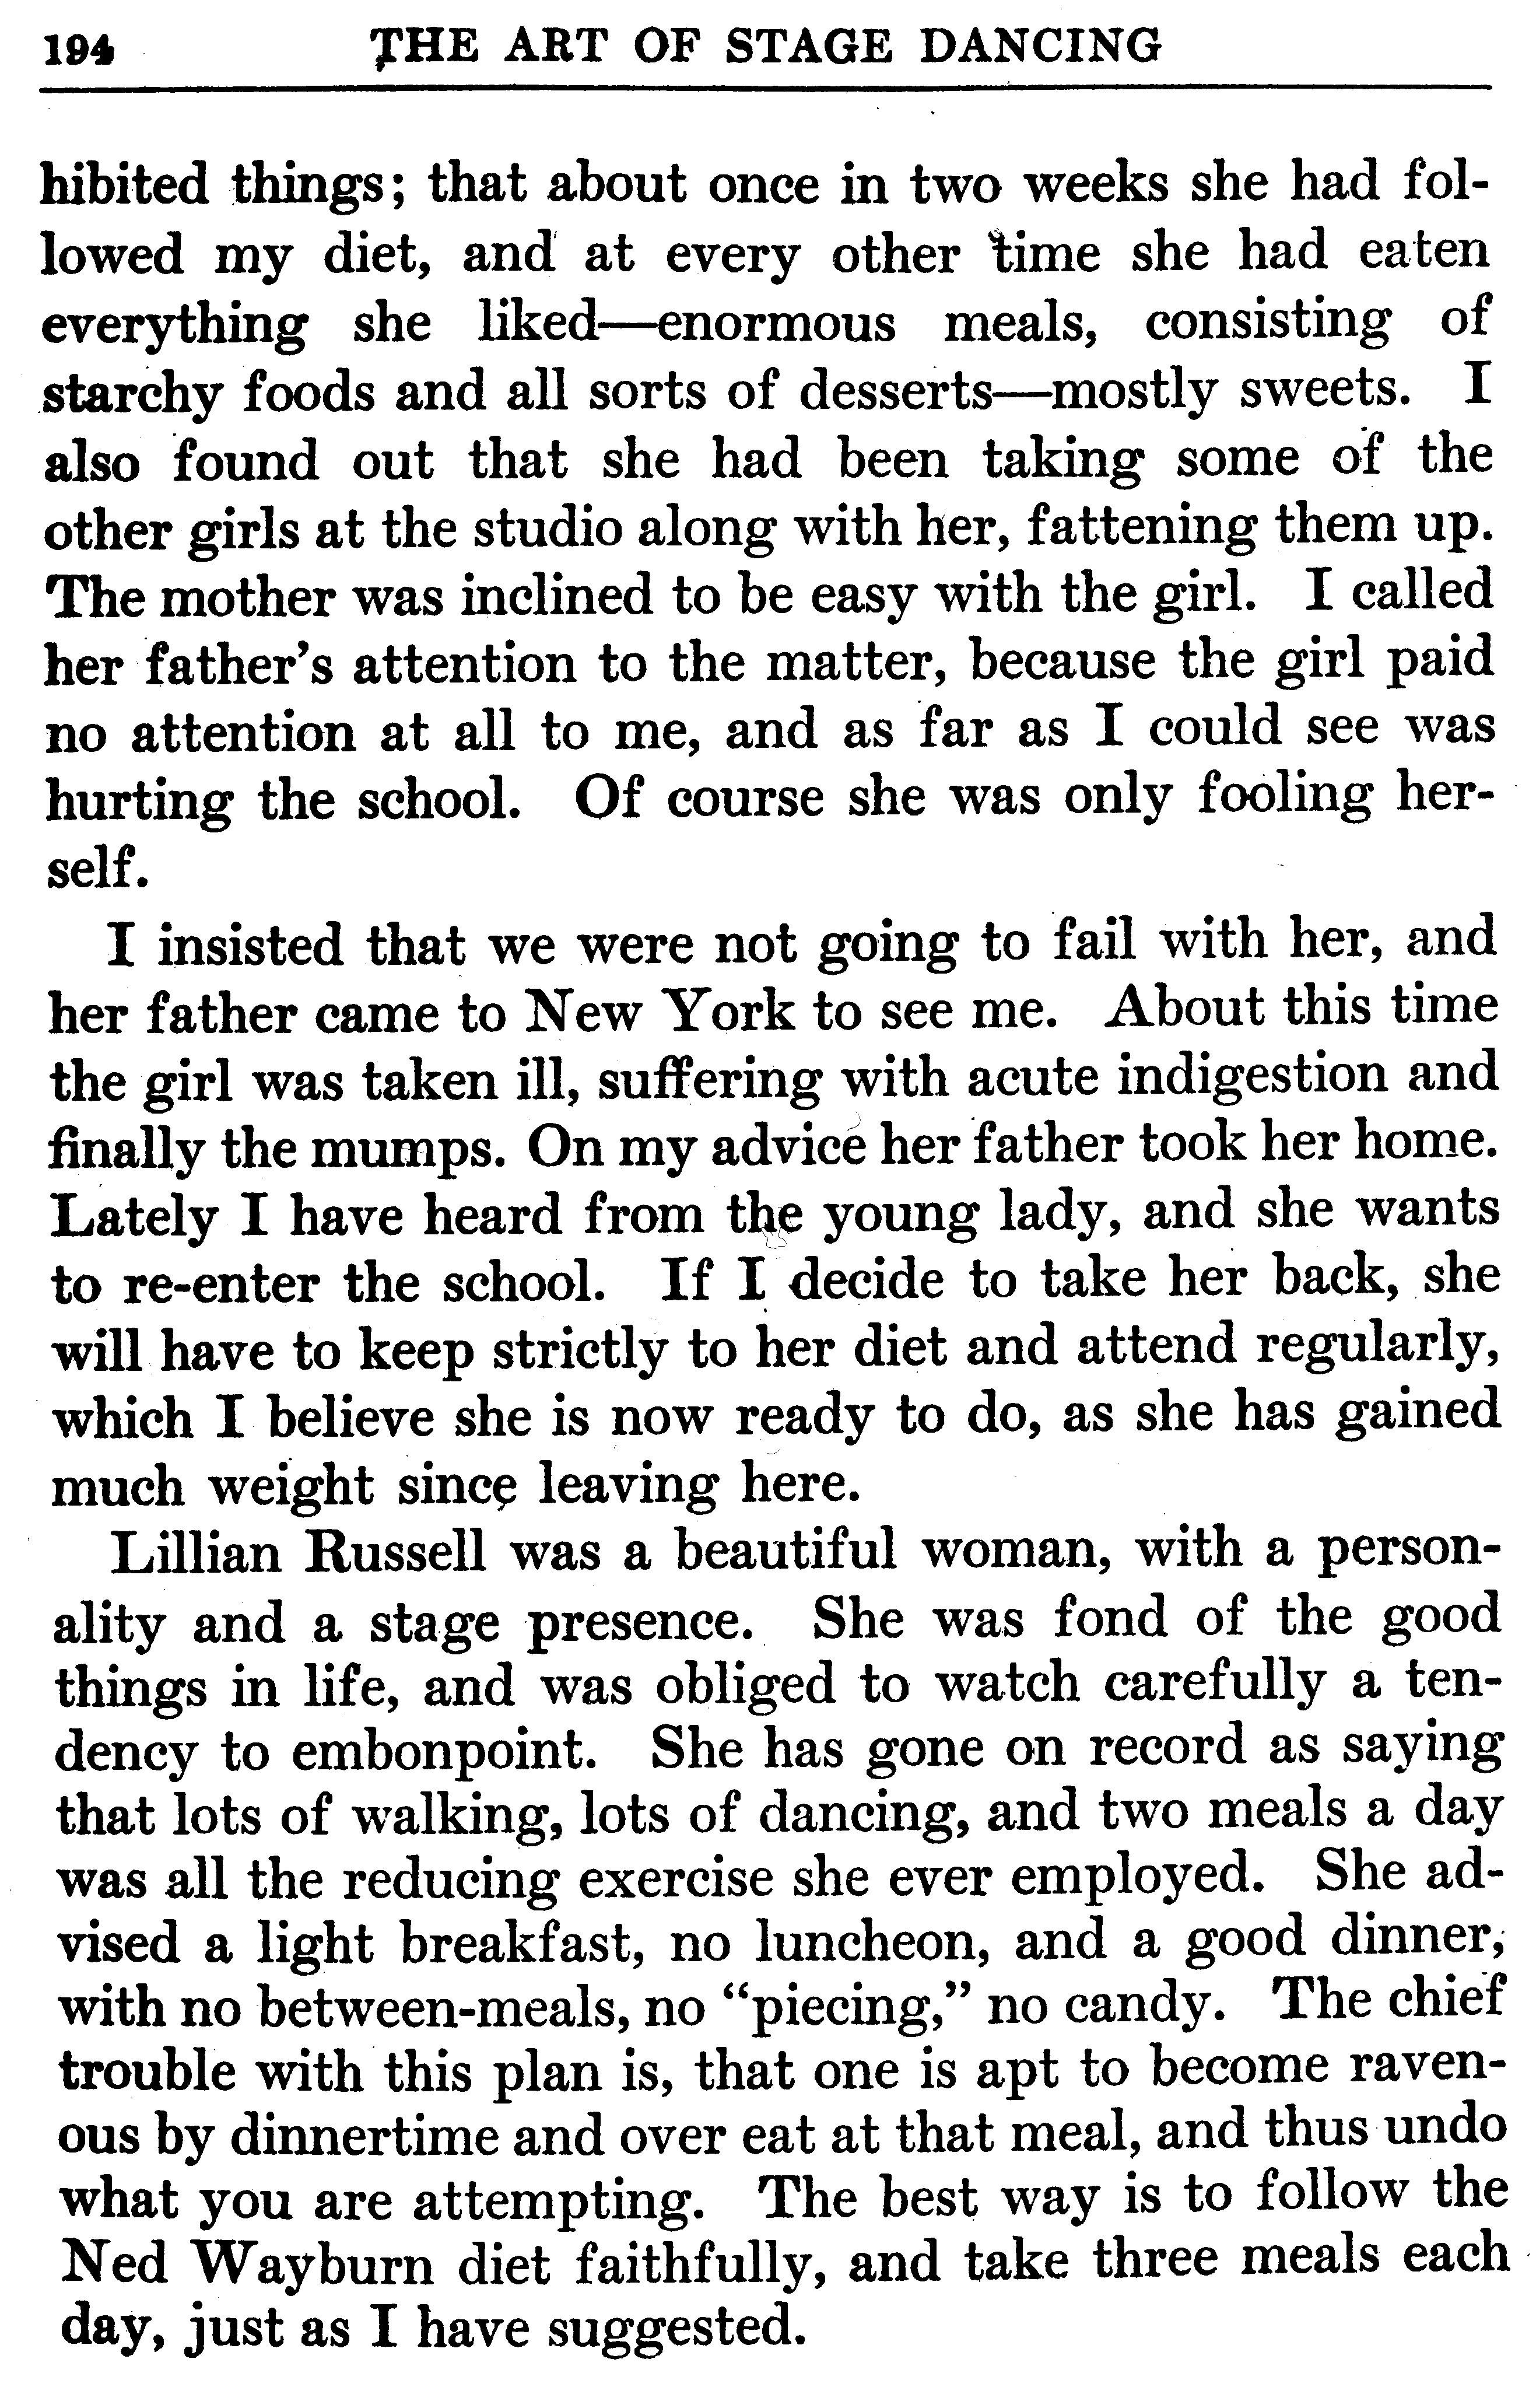 194 THE ART OF STAGE DANCING
hibited things; that about once in two weeks she had fol-
lowed my diet, and at every other time she had eaten
everything she liked—enormous meals, consisting of
starchy foods and all sorts of desserts—mostly sweets. I
also found out that she had been taking some of the
other girls at the studio along with her, fattening them up.
The mother was inclined to be easy with the girl. I called
her father's attention to the matter, because the girl paid
no attention at all to me, and as far as I could see was
hurting the school. Of course she was only fooling her-
self.
I insisted that we were not going to fail with her, and
her father came to New York to see me. About this time
the girl was taken ill, suffering with acute indigestion and
finally the mumps. On my advice her father took her home.
Lately I have heard from the young lady, and she wants
to re-enter the school. If I decide to take her back, she
will have to keep strictly to her diet and attend regularly,
which I believe she is now ready to do, as she has gained
much weight since leaving here.
Lillian Russell was a beautiful woman, with a person-
ality and a stage presence. She was fond of the good
things in life, and was obliged to watch carefully a ten-
dency to embonpoint. She has gone on record as saying
that lots of walking, lots of dancing, and two meals a day
was all the reducing exercise she ever employed. She ad-
vised a light breakfast, no luncheon, and a good dinner,
with no between-meals, no “piecing,” no candy. The chief
trouble with this plan is, that one is apt to become raven-
ous by dinnertime and over eat at that meal, and thus undo
what you are attempting. The best way is to follow the
Ned Wayburn diet faithfully, and take three meals each
day, just as I have suggested.